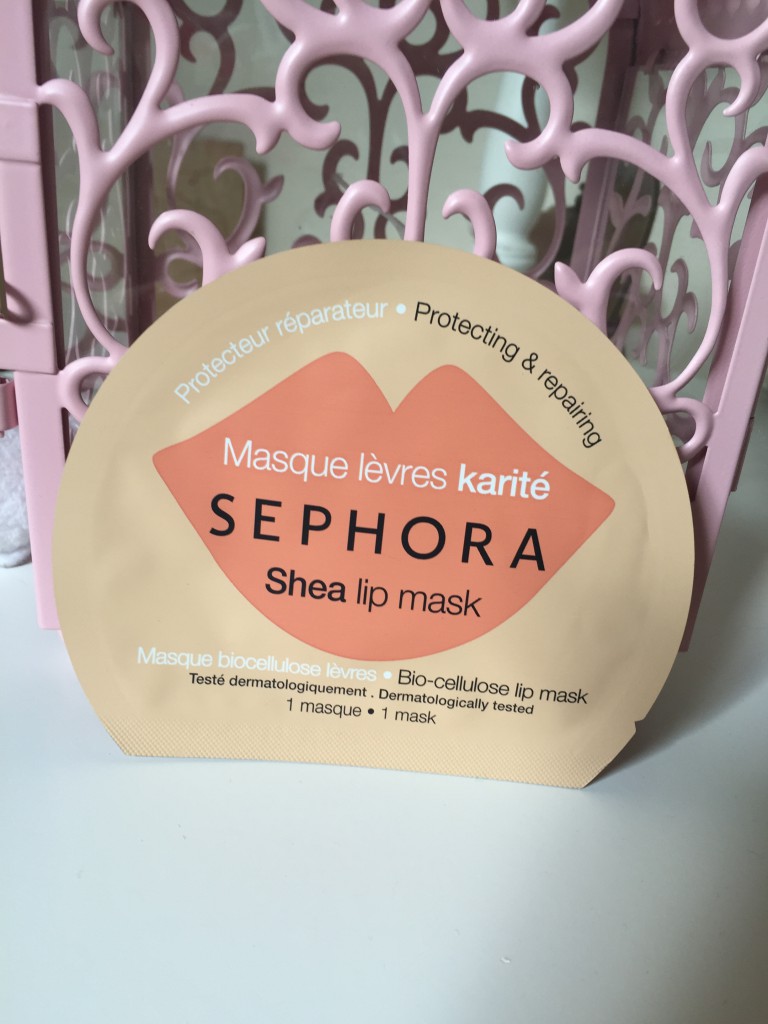 Protecteur réparateur • Protecting & repairing
Masque lèvres karité
SEPHORA
Shea lip mask
Masque biocellulose lèvres • Bio-cellulose lip mask
Testé dermatologiquement . Dermatologically tested
1 masque • 1 mask